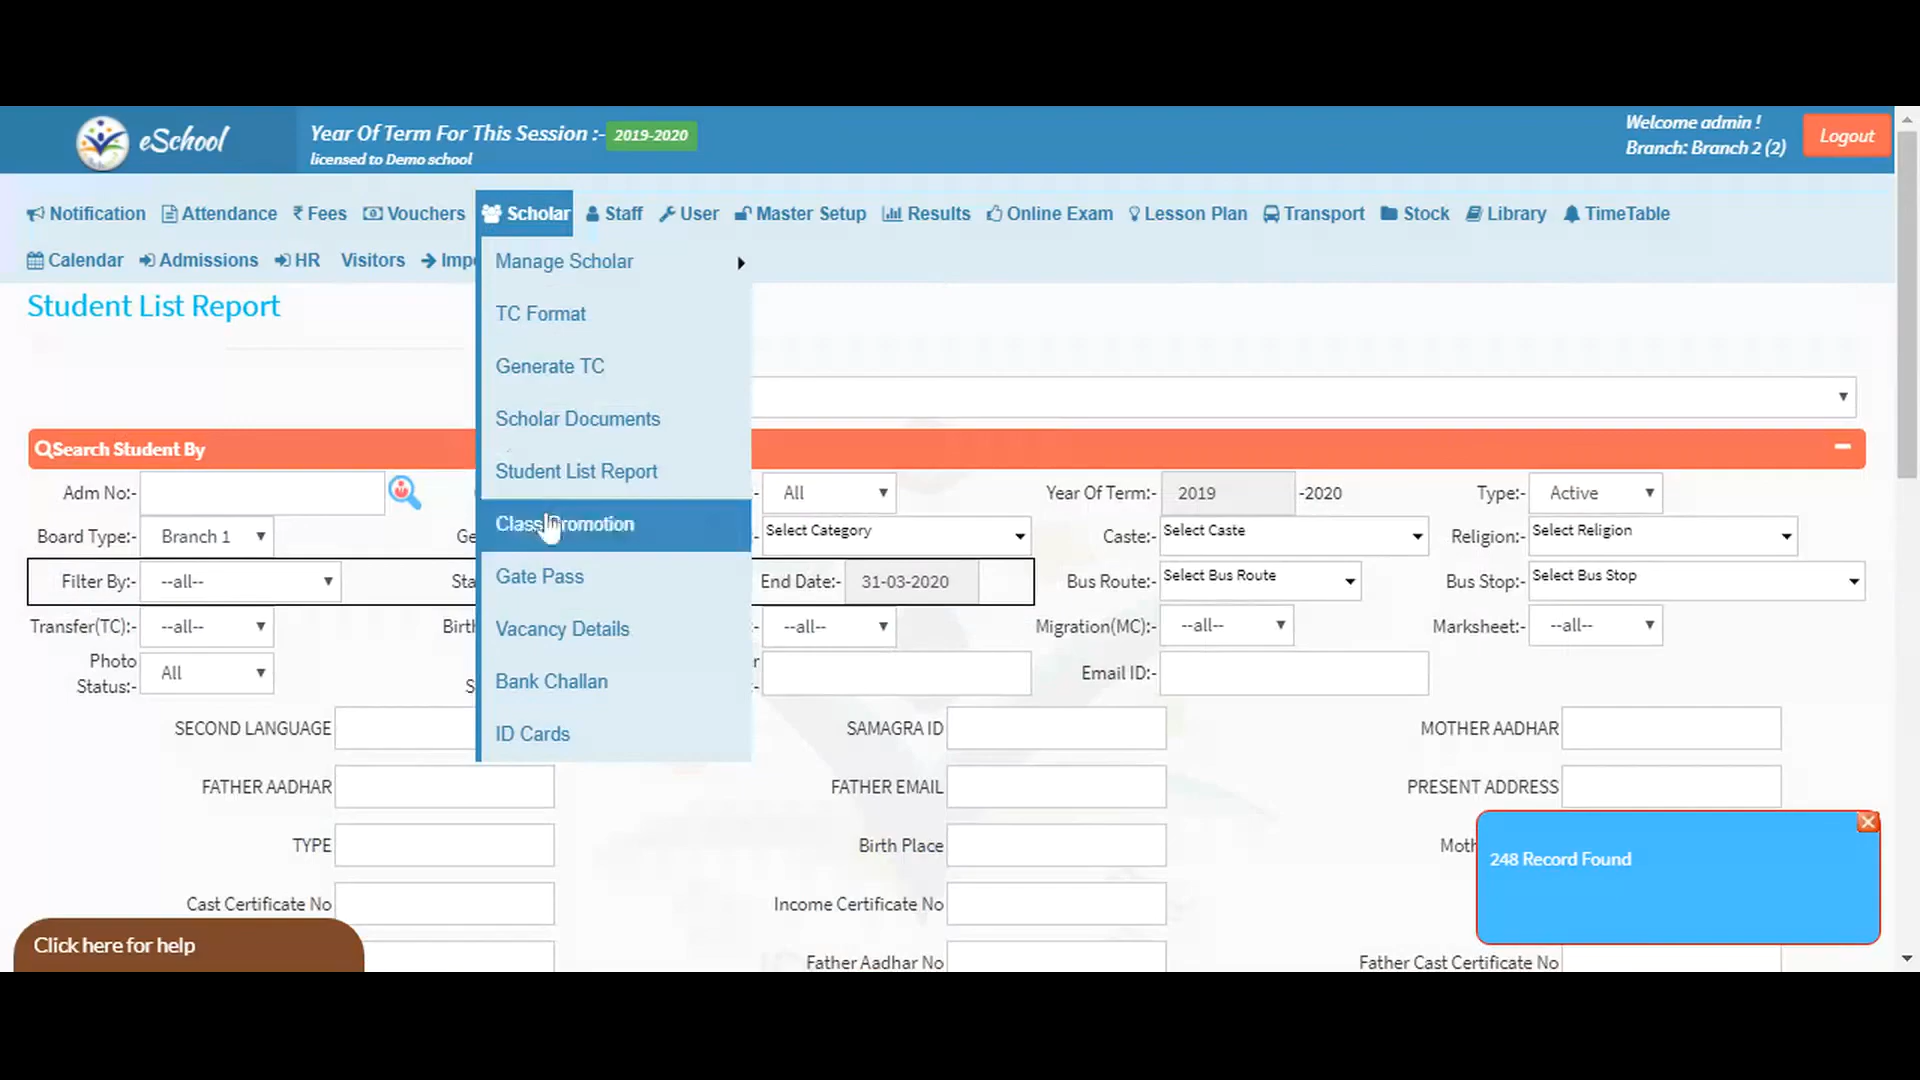 eSchool
Year Of Term For This Session :- 2019-2020
licensed to Demo school
Welcome admin !
Branch: Branch 2 (2)
Logout
Notification Attendance ₹ Fees Vouchers Scholar Staff User Master Setup Results Online Exam Lesson Plan Transport Stock Library TimeTable
Calendar Admissions HR Visitors
Manage Scholar
TC Format
Generate TC
Scholar Documents
Student List Report
Class Promotion
Gate Pass
Vacancy Details
Bank Challan
ID Cards
Student List Report
Search Student By
Adm No:- All Year Of Term:- 2019 -2020 Type:- Active
Board Type:- Branch 1 Select Category Caste:- Select Caste Religion:- Select Religion
Filter By:- --all-- End Date:- 31-03-2020 Bus Route:- Select Bus Route Bus Stop:- Select Bus Stop
Transfer(TC):- --all-- --all-- Migration(MC):- --all-- Marksheet:- --all--
Photo Status:- All Email ID:-
SECOND LANGUAGE SAMAGRA ID MOTHER AADHAR
FATHER AADHAR FATHER EMAIL PRESENT ADDRESS
TYPE Birth Place
Cast Certificate No Income Certificate No
Father Aadhar No Father Cast Certificate No
248 Record Found
Click here for help